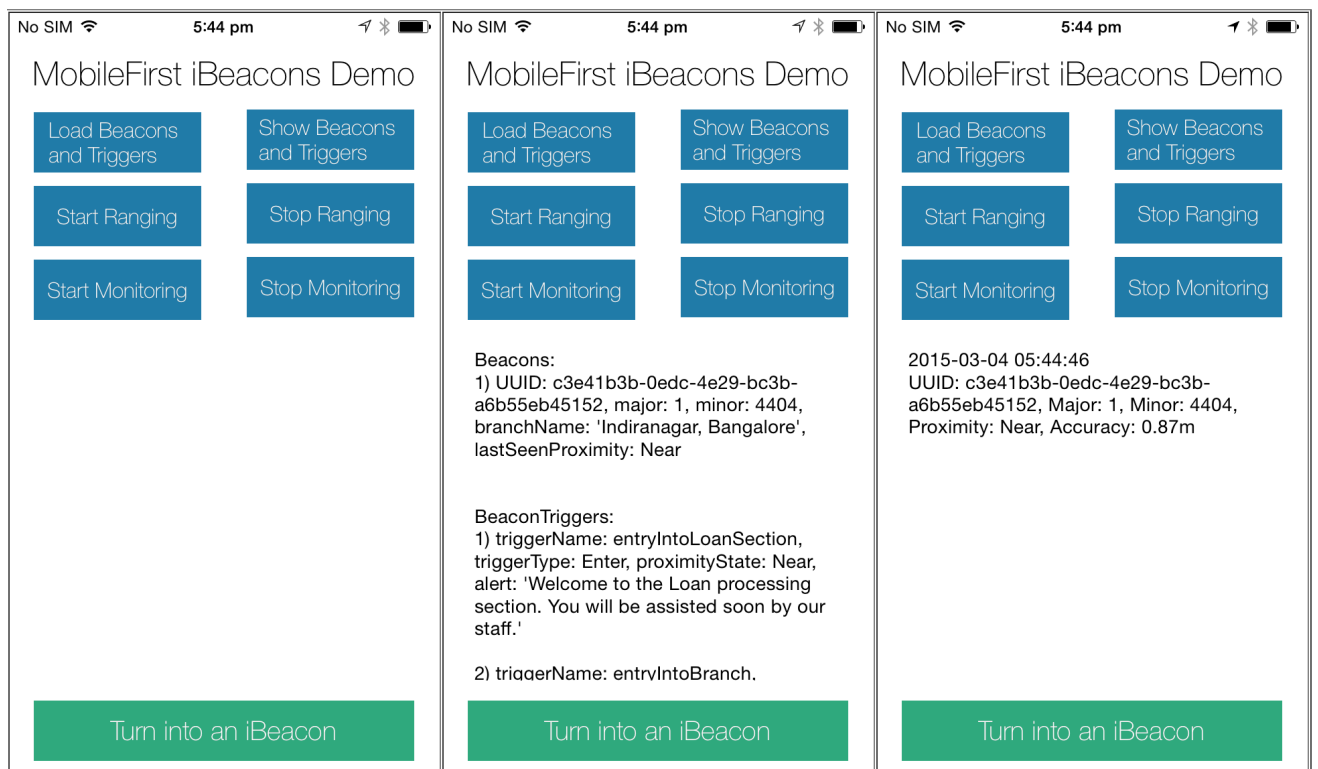 No SIM 5:44 pm
MobileFirst iBeacons Demo
Load Beacons
and Triggers
Show Beacons
and Triggers
Start Ranging
Stop Ranging
Start Monitoring
Stop Monitoring
Turn into an iBeacon
No SIM 5:44 pm
MobileFirst iBeacons Demo
Load Beacons
and Triggers
Show Beacons
and Triggers
Start Ranging
Stop Ranging
Start Monitoring
Stop Monitoring
Beacons:
1) UUID: c3e41b3b-0edc-4e29-bc3b-
a6b55eb45152, major: 1, minor: 4404,
branchName: 'Indiranagar, Bangalore',
lastSeenProximity: Near
BeaconTriggers:
1) triggerName: entryIntoLoanSection,
triggerType: Enter, proximityState: Near,
alert: 'Welcome to the Loan processing
section. You will be assisted soon by our
staff.'
2) triggerName: entryIntoBranch,
Turn into an iBeacon
No SIM 5:44 pm
MobileFirst iBeacons Demo
Load Beacons
and Triggers
Show Beacons
and Triggers
Start Ranging
Stop Ranging
Start Monitoring
Stop Monitoring
2015-03-04 05:44:46
UUID: c3e41b3b-0edc-4e29-bc3b-
a6b55eb45152, Major: 1, Minor: 4404,
Proximity: Near, Accuracy: 0.87m
Turn into an iBeacon